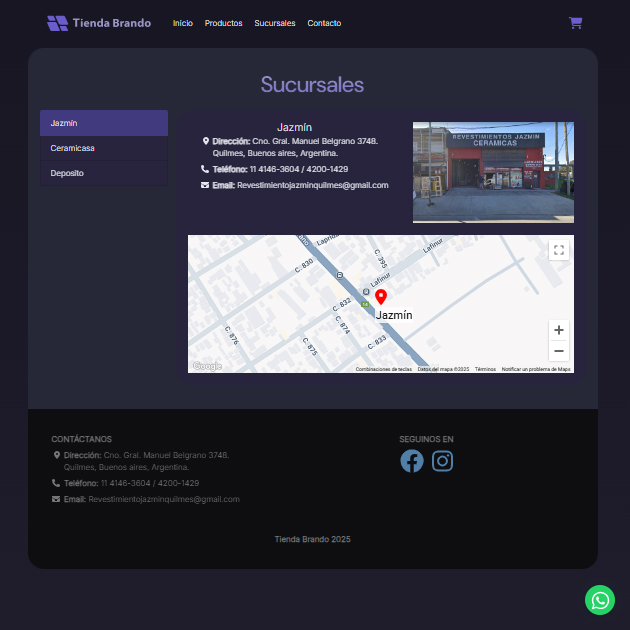 Tienda Brando
Inicio
Productos
Sucursales
Contacto
Sucursales
Jazmín
Ceramicasa
Deposito
Jazmín
Dirección: Cno. Gral. Manuel Belgrano 3748.
Quilmes, Buenos aires, Argentina.
Teléfono: 11 4146-3604 / 4200-1429
Email: Revestimientojazminquilmes@gmail.com
REVESTIMIENTOS JAZMIN
CERAMICAS
Laprida
Lafinur
C. 395
C. 830
Lafinur
C. 832
Jazmín
C. 874
C. 876
C. 875
C. 833
Google
Combinaciones de teclas
Datos del mapa ©2025
Términos
Notificar un problema de Maps
CONTÁCTANOS
Dirección: Cno. Gral. Manuel Belgrano 3748.
Quilmes, Buenos aires, Argentina.
Teléfono: 11 4146-3604 / 4200-1429
Email: Revestimientojazminquilmes@gmail.com
SEGUINOS EN
Tienda Brando 2025